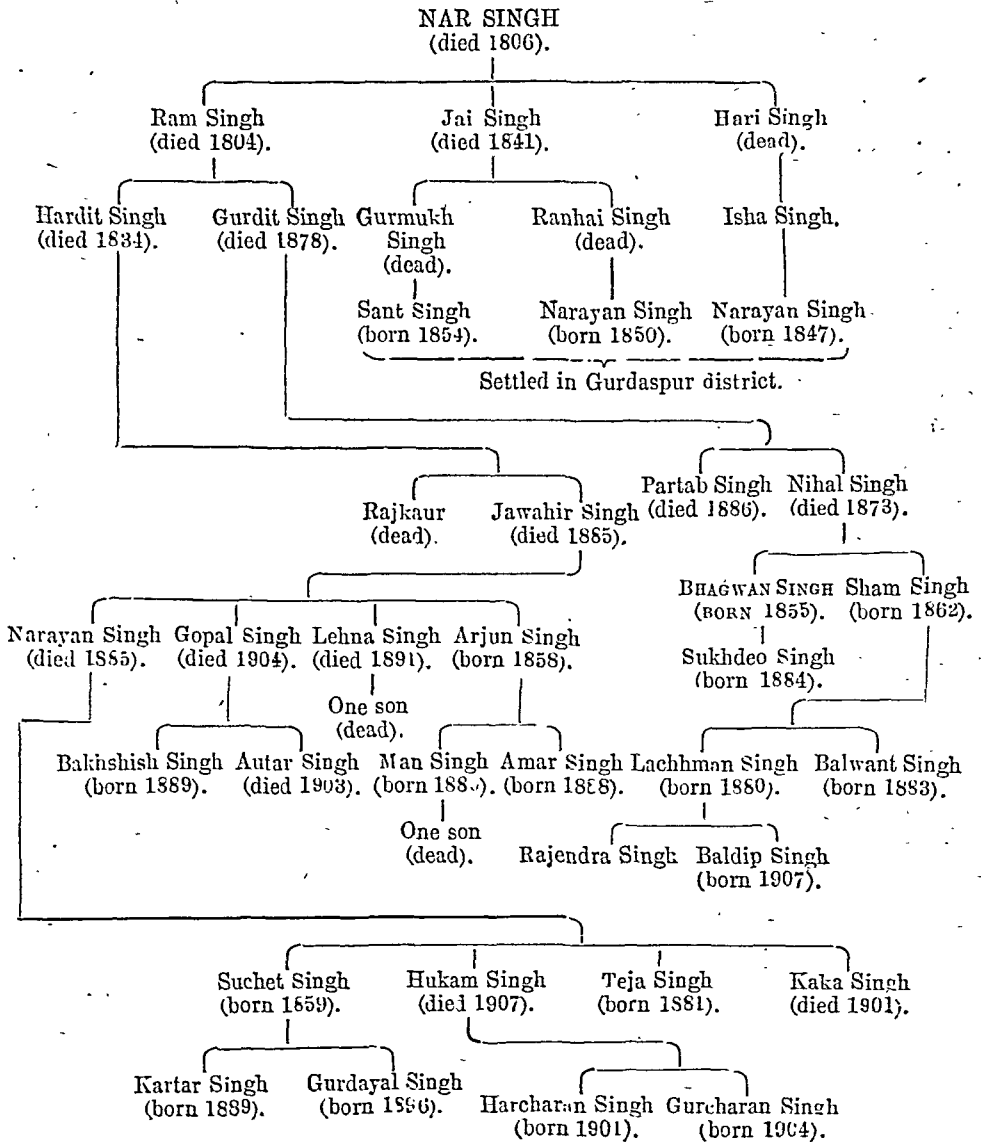 NAR SINGH
(died 1806).
Ram Singh
(died 1804).
Jai Singh
(died 1841).
Hari Singh
(dead).
Hardit Singh
(died 1834).
Gurdit Singh
(died 1878).
Gurmukh
Singh
(dead).
Ranhai Singh
(dead).
Isha Singh.
Sant Singh
(born 1854).
Narayan Singh
(born 1850).
Narayan Singh
(born 1847).
Settled in Gurdaspur district.
Rajkaur
(dead).
Jawahir Singh
(died 1885).
Partab Singh
(died 1886).
Nihal Singh
(died 1873).
BHAGWAN SINGH
(BORN 1855).
Sham Singh
(born 1862).
Narayan Singh
(died 1885).
Gopal Singh
(died 1904).
Lehna Singh
(died 1891).
Arjun Singh
(born 1858).
Sukhdeo Singh
(born 1884).
One son
(dead).
Bakhshish Singh
(born 1889).
Autar Singh
(died 1903).
Man Singh
(born
Amar Singh
(born 1888).
Lachhman Singh
(born 1880).
Balwant Singh
(born 1883).
One son
(dead).
Rajendra Singh
Baldip Singh
(born 1907).
Suchet Singh
(born 1859).
Hukam Singh
(died 1907).
Teja Singh
(born 1881).
Kaka Singh
(died 1901).
Kartar Singh
(born 1889).
Gurdayal Singh
(born 1896).
Harcharan Singh
(born 1901).
Gurcharan Singh
(born 1904).